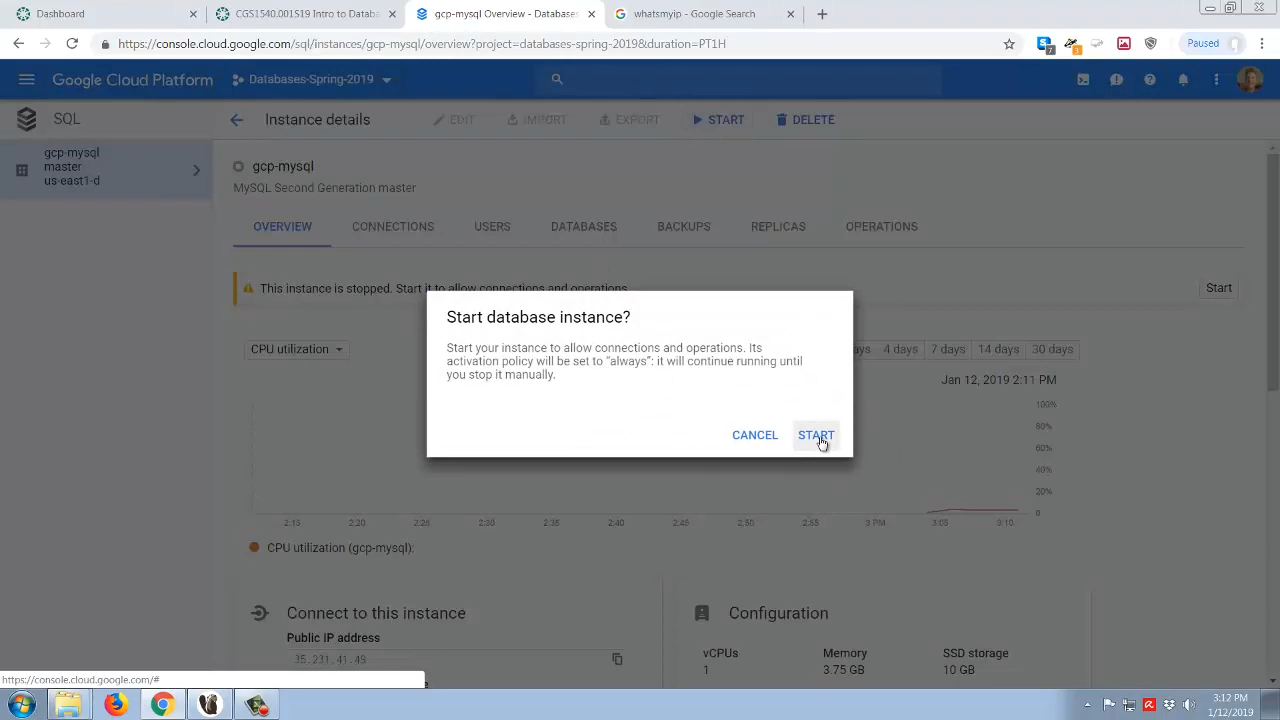 Dashboard
CGS1540.001S19 Intro to Datab
gcp-mysql Overview - Databases
whatsmyip - Google Search
https://console.cloud.google.com/sql/instances/gcp-mysql/overview?project=databases-spring-2019&duration=PT1H
7
1
Paused
Google Cloud Platform
Databases-Spring-2019
SQL
Instance details
EDIT
IMPORT
EXPORT
START
DELETE
gcp-mysql
master
us-east1-d
gcp-mysql
MySQL Second Generation master
OVERVIEW
CONNECTIONS
USERS
DATABASES
BACKUPS
REPLICAS
OPERATIONS
This instance is stopped. Start it to allow connections and operations.
Start
Start database instance?
Start your instance to allow connections and operations. Its
activation policy will be set to “always”: it will continue running until
you stop it manually.
CANCEL
START
CPU utilization
days
4 days
7 days
14 days
30 days
Jan 12, 2019 2:11 PM
100%
80%
60%
40%
20%
0
2:15
2:20
2:25
2:30
2:35
2:40
2:45
2:50
2:55
3 PM
3:05
3:10
CPU utilization (gcp-mysql):
Connect to this instance
Public IP address
35.231.41.49
Configuration
vCPUs
Memory
SSD storage
1
3.75 GB
10 GB
https://console.cloud.google.com/#
3:12 PM
1/12/2019